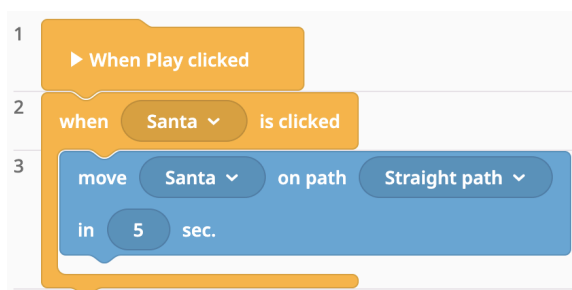 1
When Play clicked
2
when Santa is clicked
3
move Santa on path Straight path
in 5 sec.